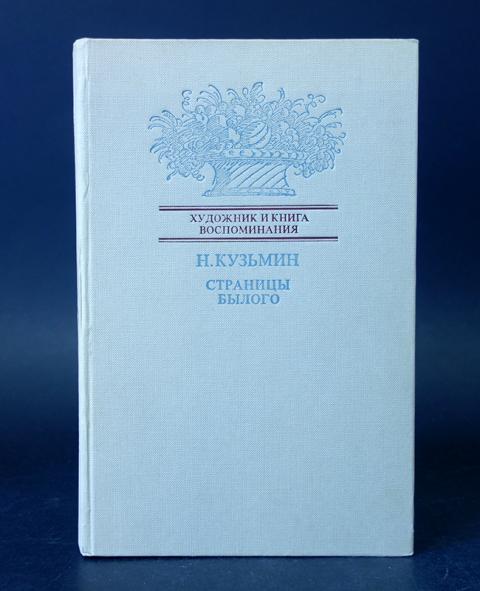 ХУДОЖНИК И КНИГА
ВОСПОМИНАНИЯ
Н. КУЗЬМИН
СТРАНИЦЫ
БЫЛОГО